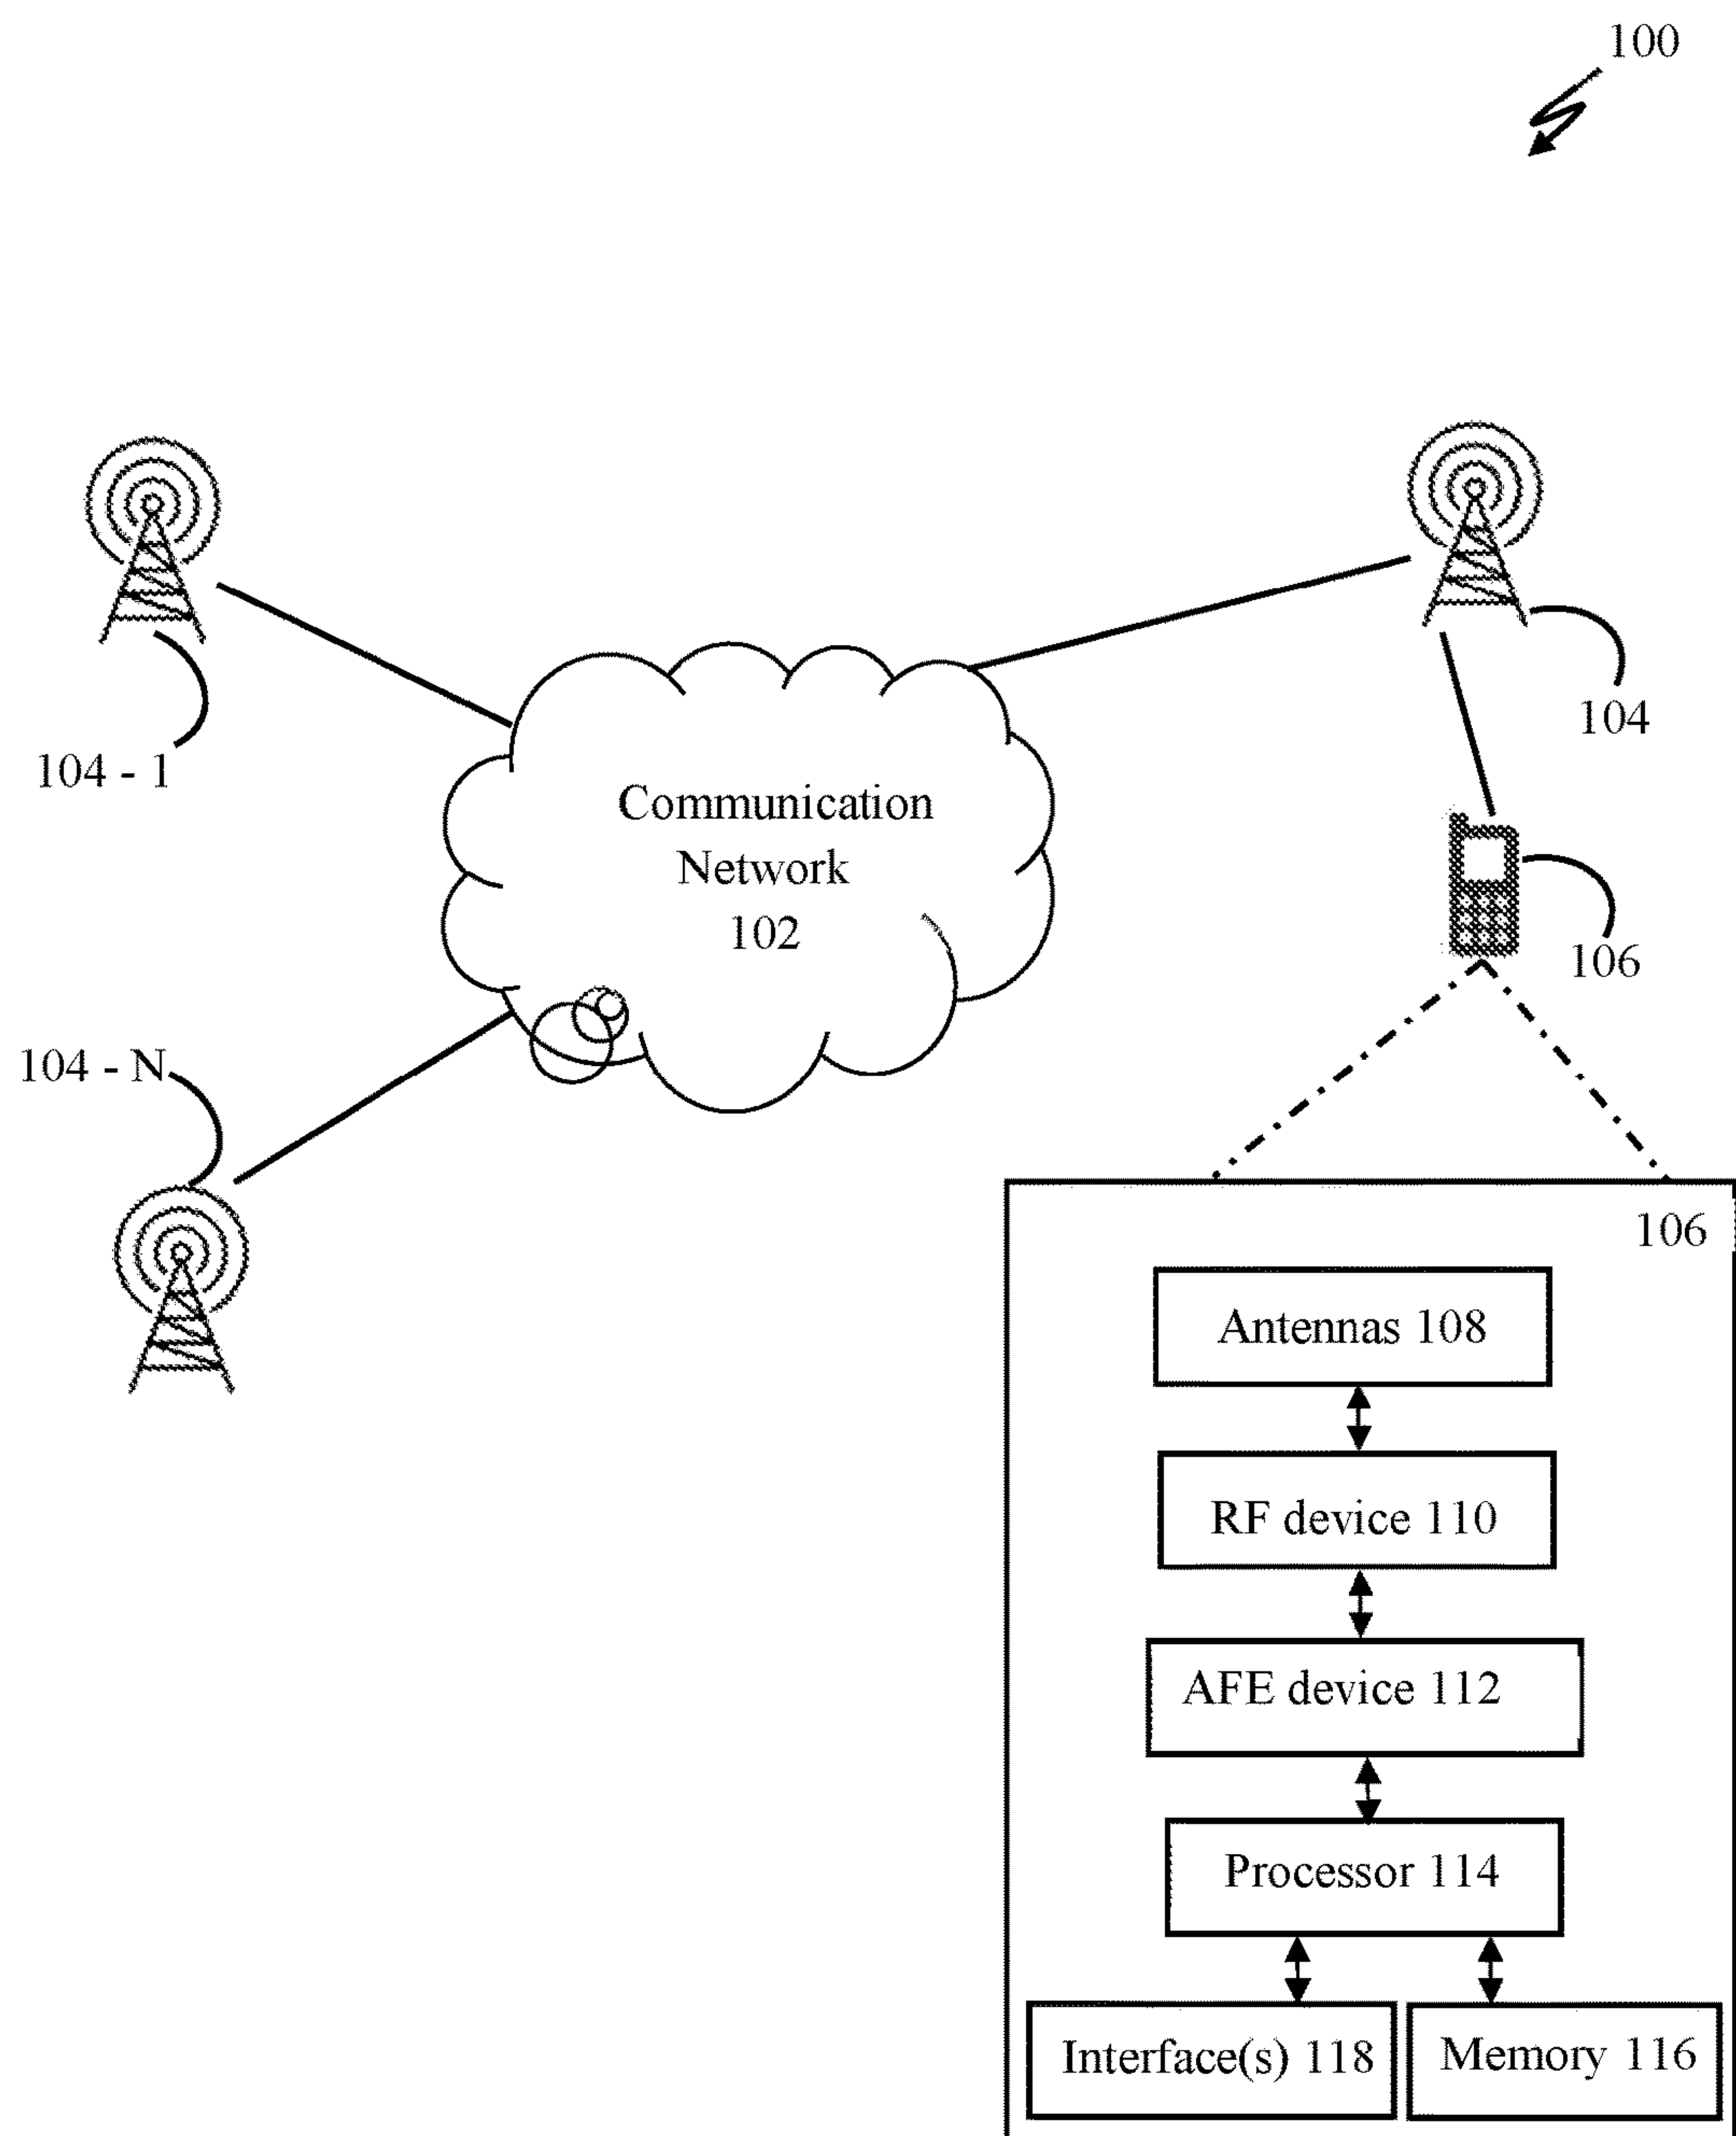 100
104
104 - 1
Communication
Network
102
106
104 - N
106
Antennas 108
RF device 110
AFE device 112
Processor 114
Interface(s) 118
Memory 116